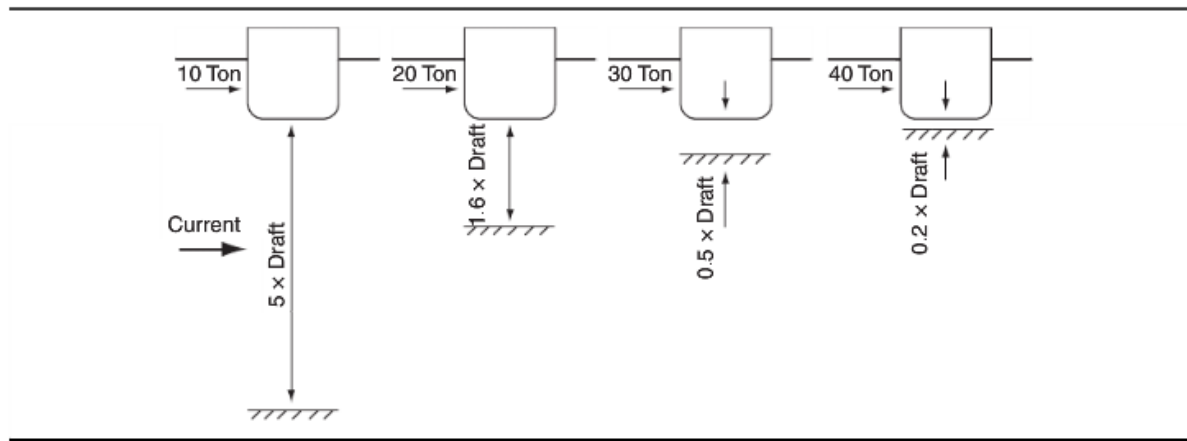 10 Ton
20 Ton
30 Ton
40 Ton
Current
5 × Draft
1.6 × Draft
0.5 × Draft
0.2 × Draft